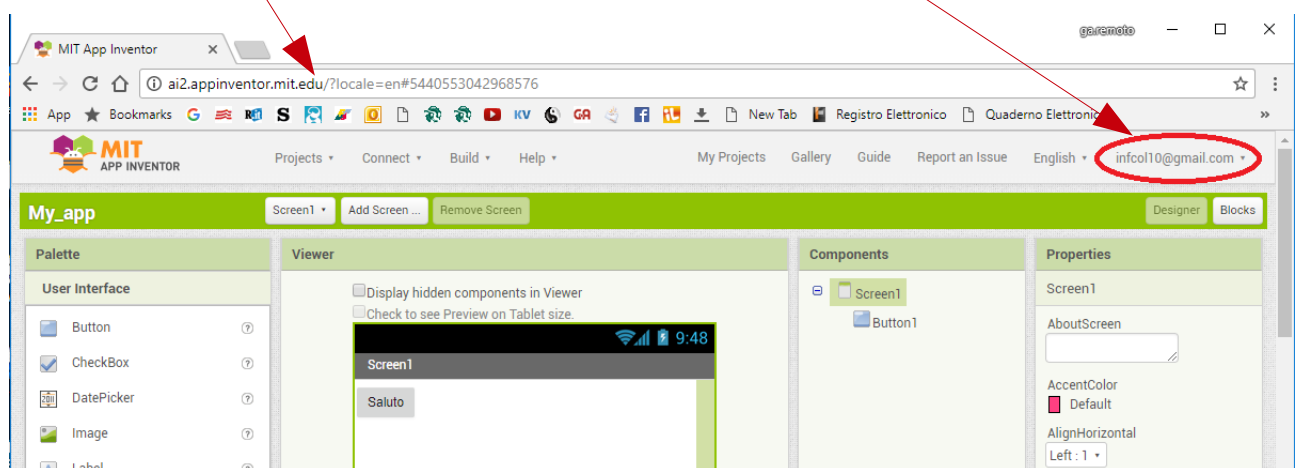 garemoto
MIT App Inventor
ai2.appinventor.mit.edu/?locale=en#5440553042968576
App Bookmarks G S KV GA New Tab Registro Elettronico Quaderno Elettronic »
MIT APP INVENTOR
Projects Connect Build Help My Projects Gallery Guide Report an Issue English infcol10@gmail.com
My_app Screen1 Add Screen ... Remove Screen Designer Blocks
Palette Viewer Components Properties
User Interface Display hidden components in Viewer Screen1 Screen1
Check to see Preview on Tablet size.
Button ? Button1 AboutScreen
9:48
CheckBox ? Screen1
AccentColor
DatePicker ? Saluto Default
Image ? AlignHorizontal
Left : 1
Label